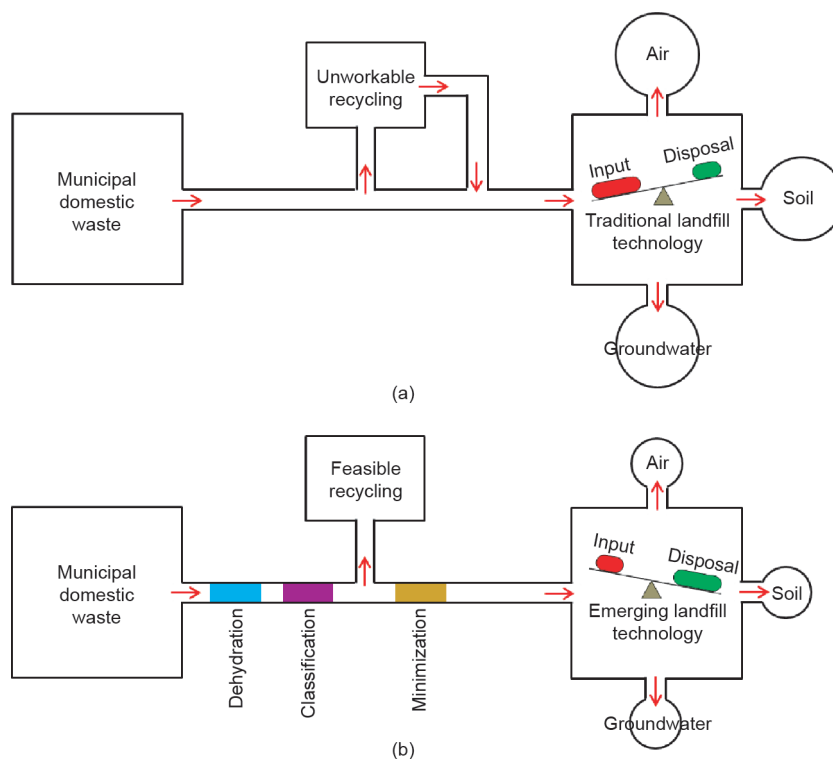 Air
Unworkable
recycling
Municipal
domestic
waste
Input
Disposal
Soil
Traditional landfill
technology
Groundwater
(a)
Feasible
recycling
Air
Municipal
domestic
waste
Input
Disposal
Soil
Emerging landfill
technology
Dehydration
Classification
Minimization
Groundwater
(b)